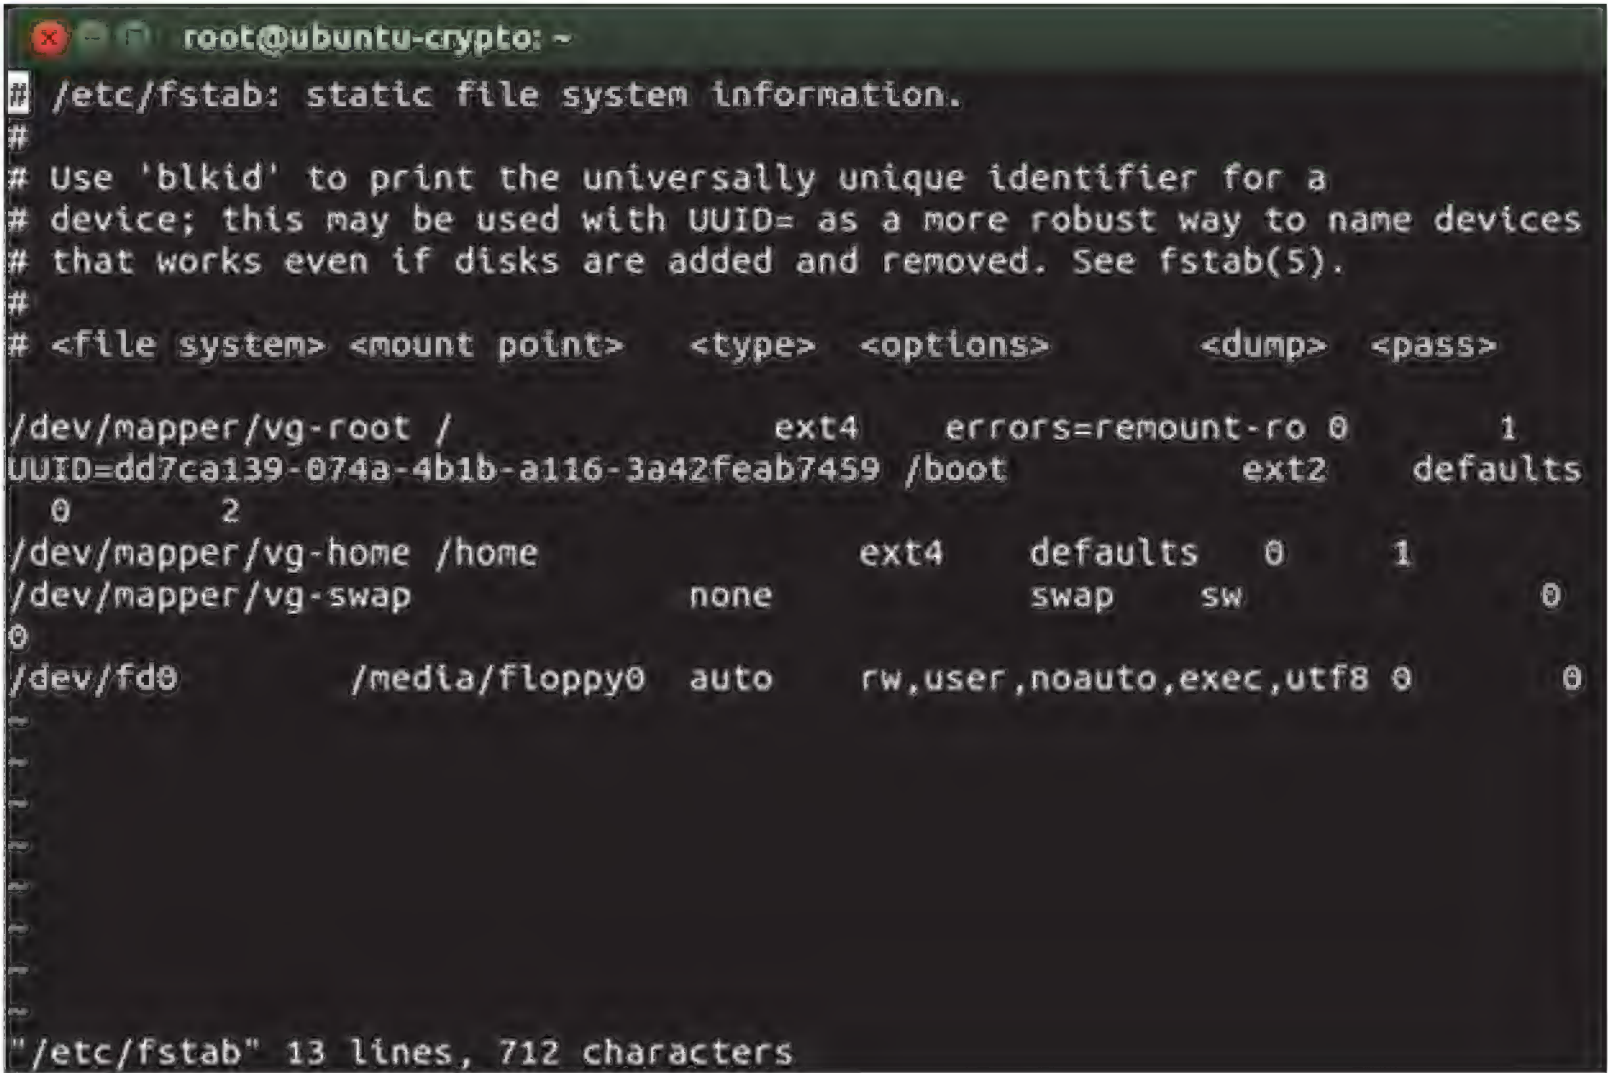 root@ubuntu-crypto: ~
# /etc/fstab: static file system information.
#
# Use 'blkid' to print the universally unique identifier for a
# device; this may be used with UUID= as a more robust way to name devices
# that works even if disks are added and removed. See fstab(5).
#
# <file system> <mount point>   <type>  <options>       <dump>  <pass>
/dev/mapper/vg-root /               ext4    errors=remount-ro 0       1
UUID=dd7ca139-074a-4b1b-a116-3a42feab7459 /boot           ext2    defaults
  0       2
/dev/mapper/vg-home /home               ext4    defaults   0     1
/dev/mapper/vg-swap             none            swap    sw              0
0
/dev/fd0        /media/floppy0  auto    rw,user,noauto,exec,utf8 0       0
~
~
~
~
~
~
~
~
"/etc/fstab" 13 lines, 712 characters